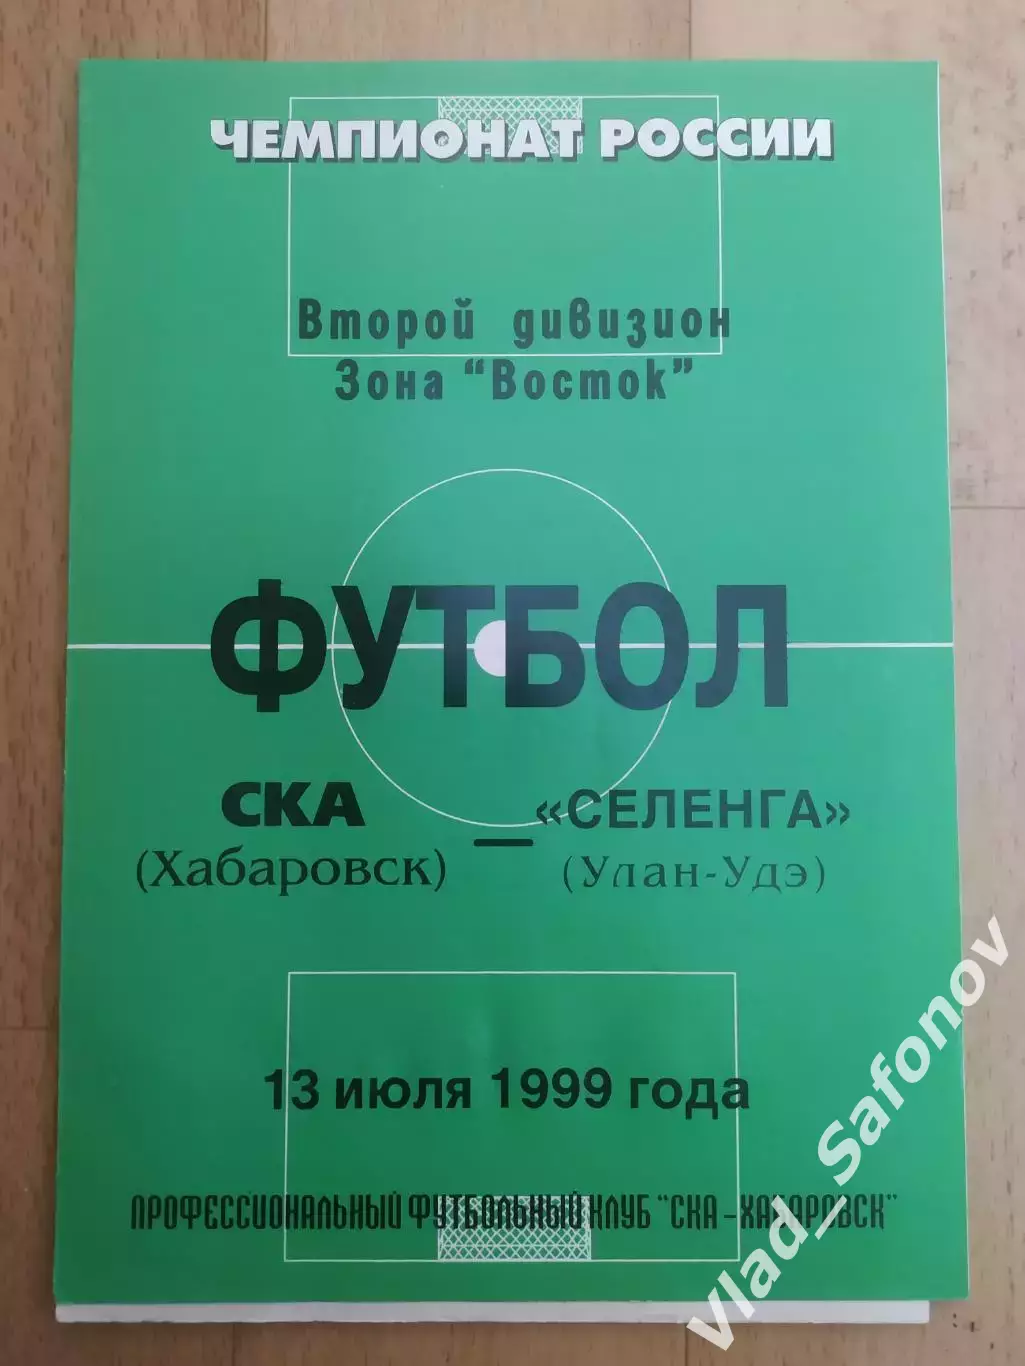 ЧЕМПИОНАТ РОССИИ
Второй дивизион
Зона "Восток"
ФУТБОЛ
СКА — «СЕЛЕНГА»
(Хабаровск) (Улан-Удэ)
13 июля 1999 года
ПРОФЕССИОНАЛЬНЫЙ ФУТБОЛЬНЫЙ КЛУБ "СКА-ХАБАРОВСК"
Vlad_Safonov